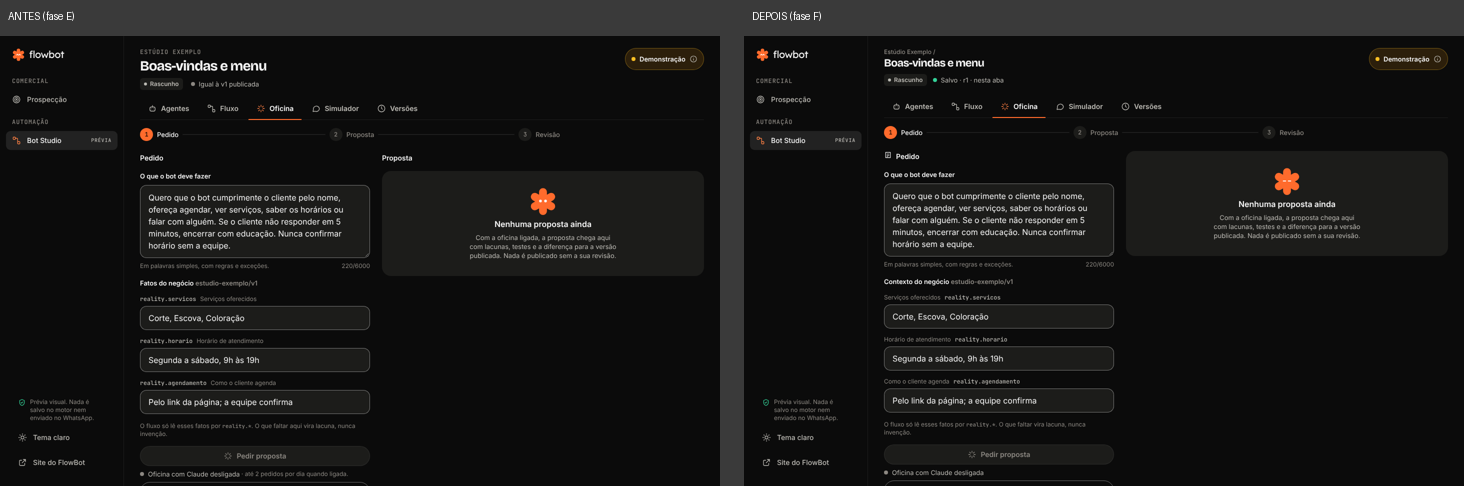 ANTES (fase E)
flowbot
COMERCIAL
Prospecção
AUTOMAÇÃO
Bot Studio PRÉVIA
Prévia visual. Nada é
salvo no motor nem
enviado no WhatsApp.
Tema claro
Site do FlowBot
ESTÚDIO EXEMPLO
Boas-vindas e menu
Rascunho Igual à v1 publicada
Demonstração
Agentes Fluxo Oficina Simulador Versões
1 Pedido 2 Proposta 3 Revisão
Pedido
O que o bot deve fazer
Quero que o bot cumprimente o cliente pelo nome,
ofereça agendar, ver serviços, saber os horários ou
falar com alguém. Se o cliente não responder em 5
minutos, encerrar com educação. Nunca confirmar
horário sem a equipe.
Em palavras simples, com regras e exceções. 220/6000
Fatos do negócio estudio-exemplo/v1
reality.servicos Serviços oferecidos
Corte, Escova, Coloração
reality.horario Horário de atendimento
Segunda a sábado, 9h às 19h
reality.agendamento Como o cliente agenda
Pelo link da página; a equipe confirma
O fluxo só lê esses fatos por reality.*. O que faltar aqui vira lacuna, nunca
invenção.
Pedir proposta
Oficina com Claude desligada · até 2 pedidos por dia quando ligada.
Proposta
Nenhuma proposta ainda
Com a oficina ligada, a proposta chega aqui
com lacunas, testes e a diferença para a versão
publicada. Nada é publicado sem a sua revisão.
DEPOIS (fase F)
flowbot
COMERCIAL
Prospecção
AUTOMAÇÃO
Bot Studio PRÉVIA
Prévia visual. Nada é
salvo no motor nem
enviado no WhatsApp.
Tema claro
Site do FlowBot
Estúdio Exemplo /
Boas-vindas e menu
Rascunho Salvo · r1 · nesta aba
Demonstração
Agentes Fluxo Oficina Simulador Versões
1 Pedido 2 Proposta 3 Revisão
Pedido
O que o bot deve fazer
Quero que o bot cumprimente o cliente pelo nome,
ofereça agendar, ver serviços, saber os horários ou
falar com alguém. Se o cliente não responder em 5
minutos, encerrar com educação. Nunca confirmar
horário sem a equipe.
Em palavras simples, com regras e exceções. 220/6000
Contexto do negócio estudio-exemplo/v1
Serviços oferecidos reality.servicos
Corte, Escova, Coloração
Horário de atendimento reality.horario
Segunda a sábado, 9h às 19h
Como o cliente agenda reality.agendamento
Pelo link da página; a equipe confirma
O fluxo só lê esses fatos por reality.*. O que faltar aqui vira lacuna, nunca
invenção.
Pedir proposta
Oficina com Claude desligada
Nenhuma proposta ainda
Com a oficina ligada, a proposta chega aqui
com lacunas, testes e a diferença para a versão
publicada. Nada é publicado sem a sua revisão.